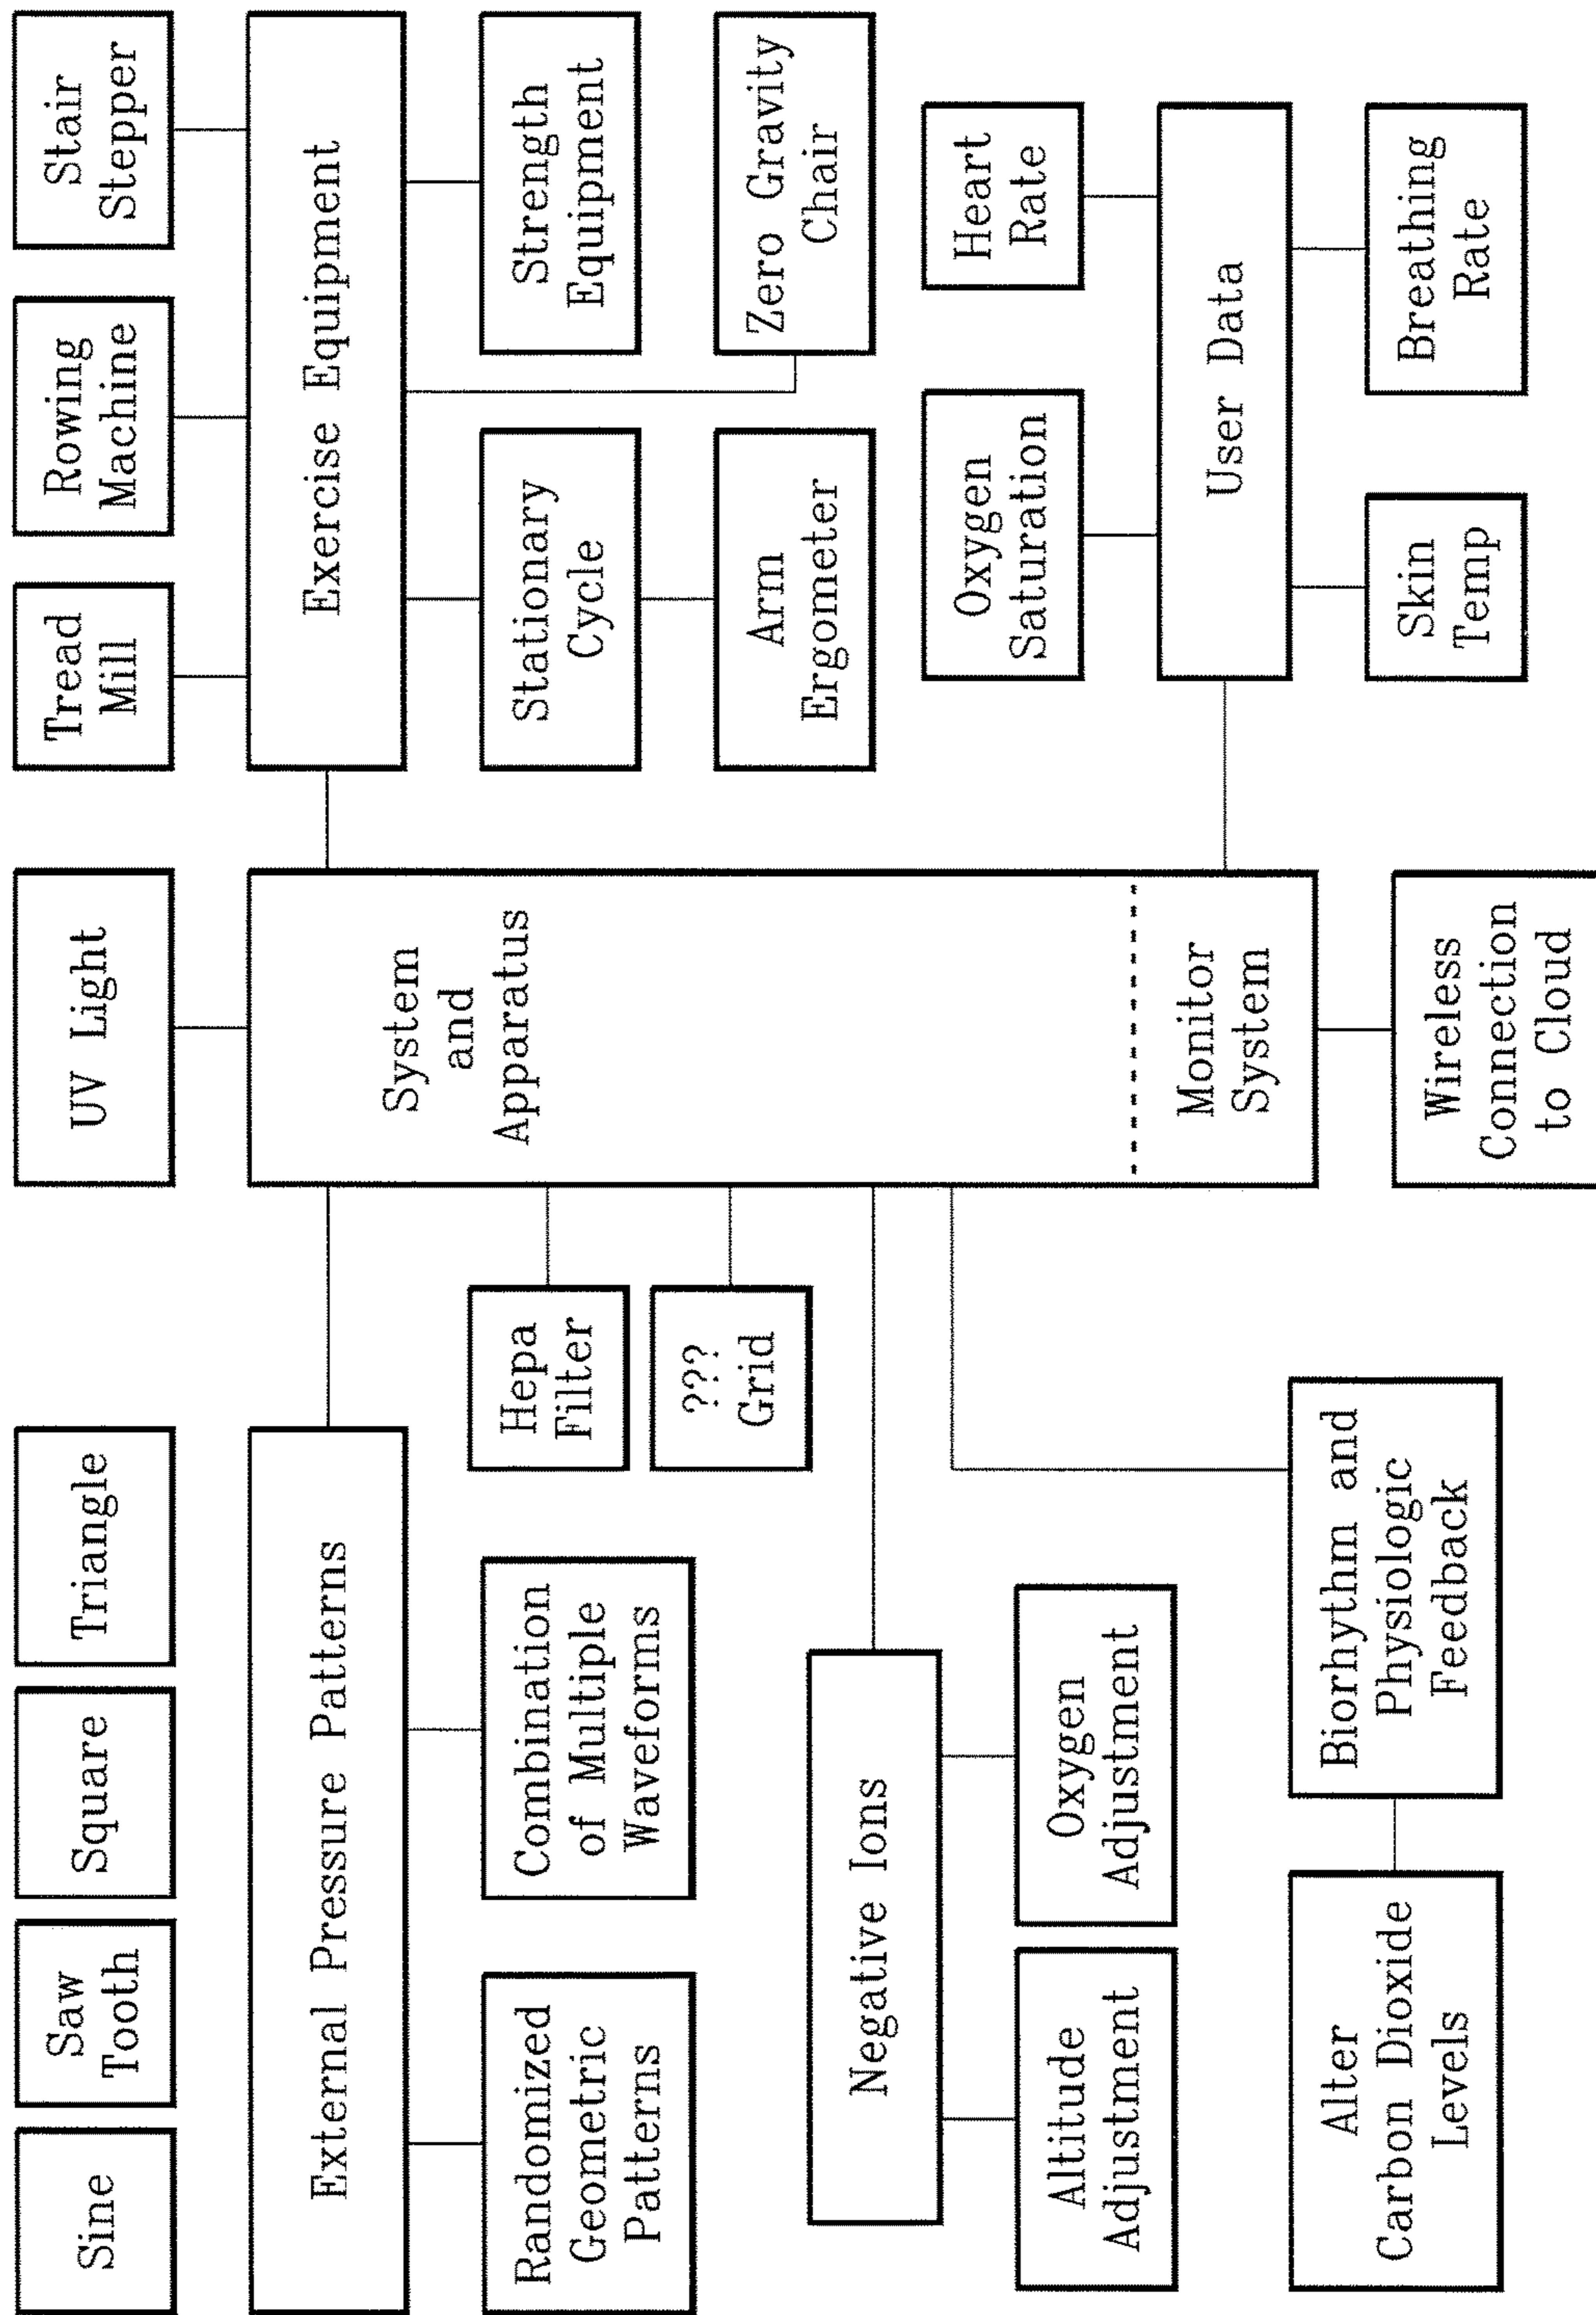 Sine
Saw
Tooth
Square
Triangle
UV Light
Tread
Mill
Rowing
Machine
Stair
Stepper
External Pressure Patterns
System
and
Apparatus
Exercise Equipment
Randomized
Geometric
Patterns
Combination
of Multiple
Waveforms
Hepa
Filter
???
Grid
Stationary
Cycle
Strength
Equipment
Arm
Ergometer
Zero Gravity
Chair
Negative Ions
Altitude
Adjustment
Oxygen
Adjustment
Oxygen
Saturation
Heart
Rate
Monitor
System
User Data
Alter
Carbon Dioxide
Levels
Biorhythm and
Physiologic
Feedback
Wireless
Connection
to Cloud
Skin
Temp
Breathing
Rate